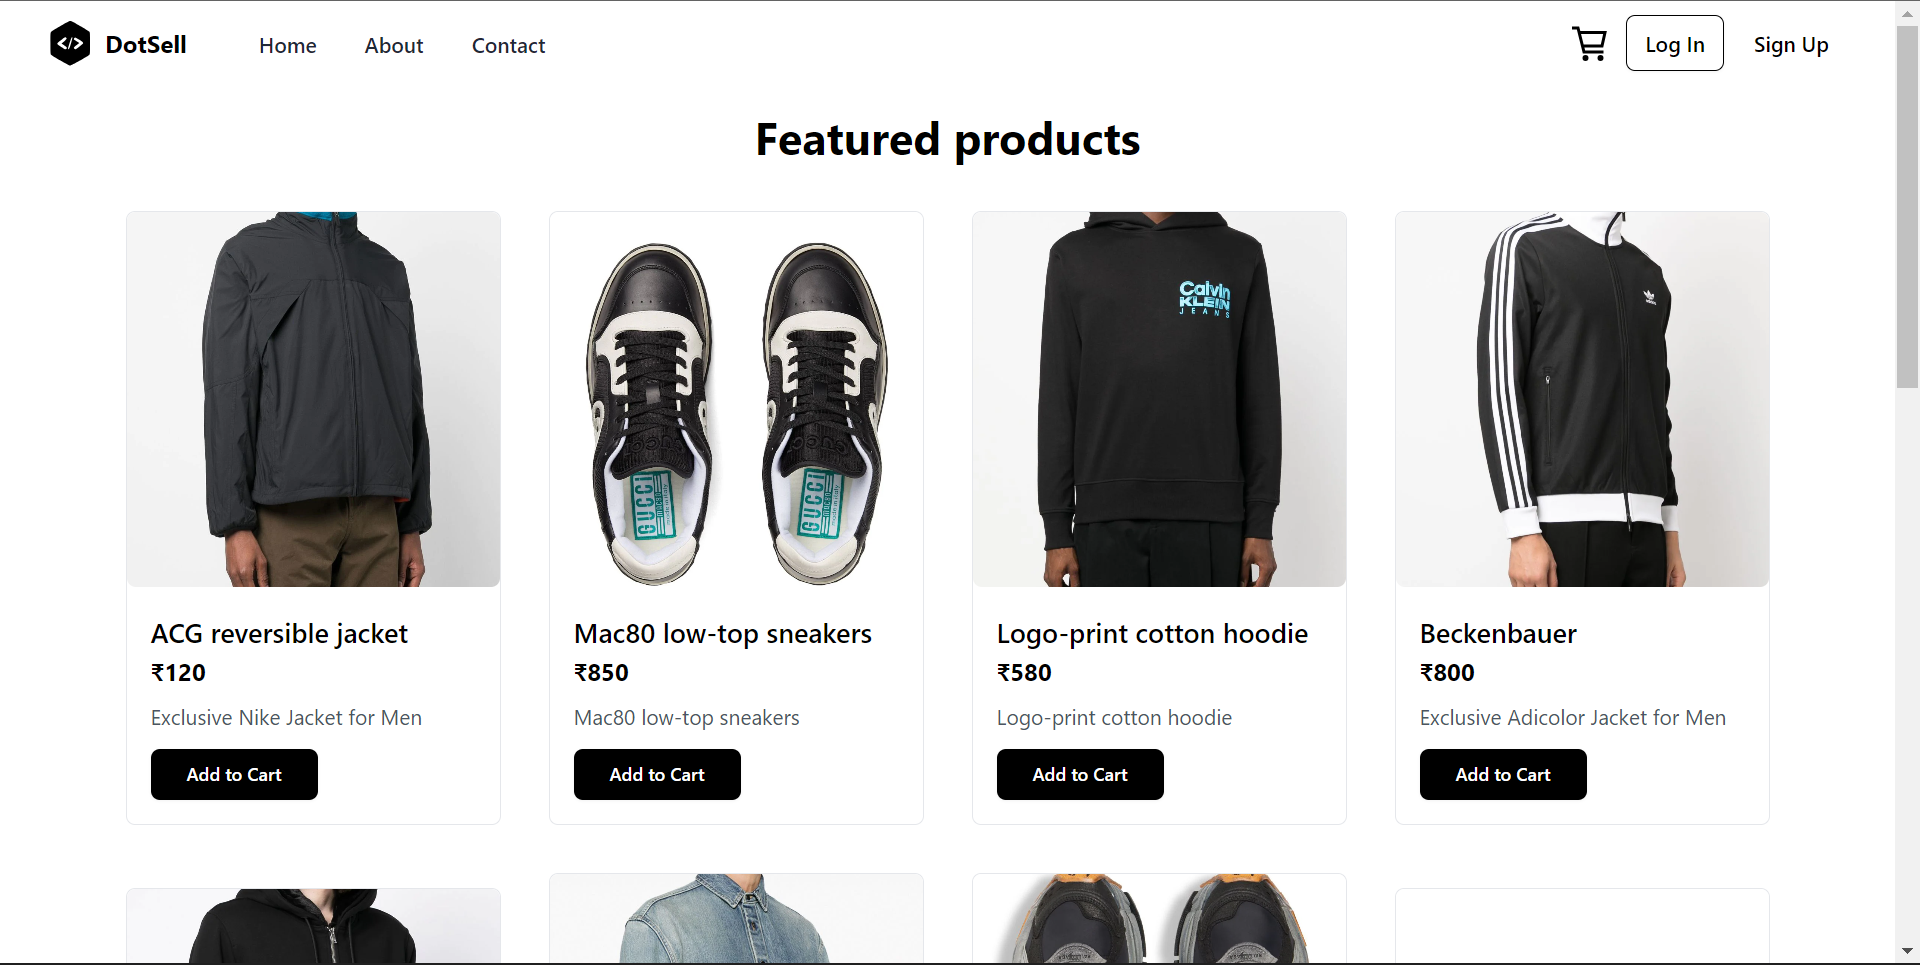 </> DotSell Home About Contact Log In Sign Up
Featured products
Calvin
KLEIN
JEANS
GUCCI
GUCCI
ACG reversible jacket
₹120
Exclusive Nike Jacket for Men
Add to Cart
Mac80 low-top sneakers
₹850
Mac80 low-top sneakers
Add to Cart
Logo-print cotton hoodie
₹580
Logo-print cotton hoodie
Add to Cart
Beckenbauer
₹800
Exclusive Adicolor Jacket for Men
Add to Cart